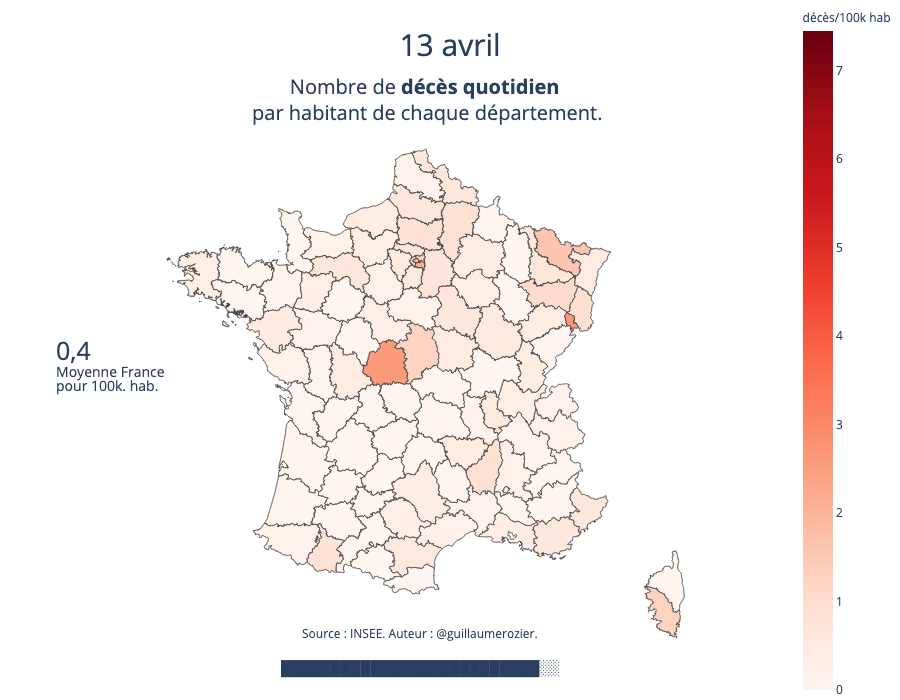 13 avril
Nombre de décès quotidien
par habitant de chaque département.
décès/100k hab
7
6
5
4
3
2
1
0
0,4
Moyenne France
pour 100k. hab.
Source : INSEE. Auteur : @guillaumerozier.